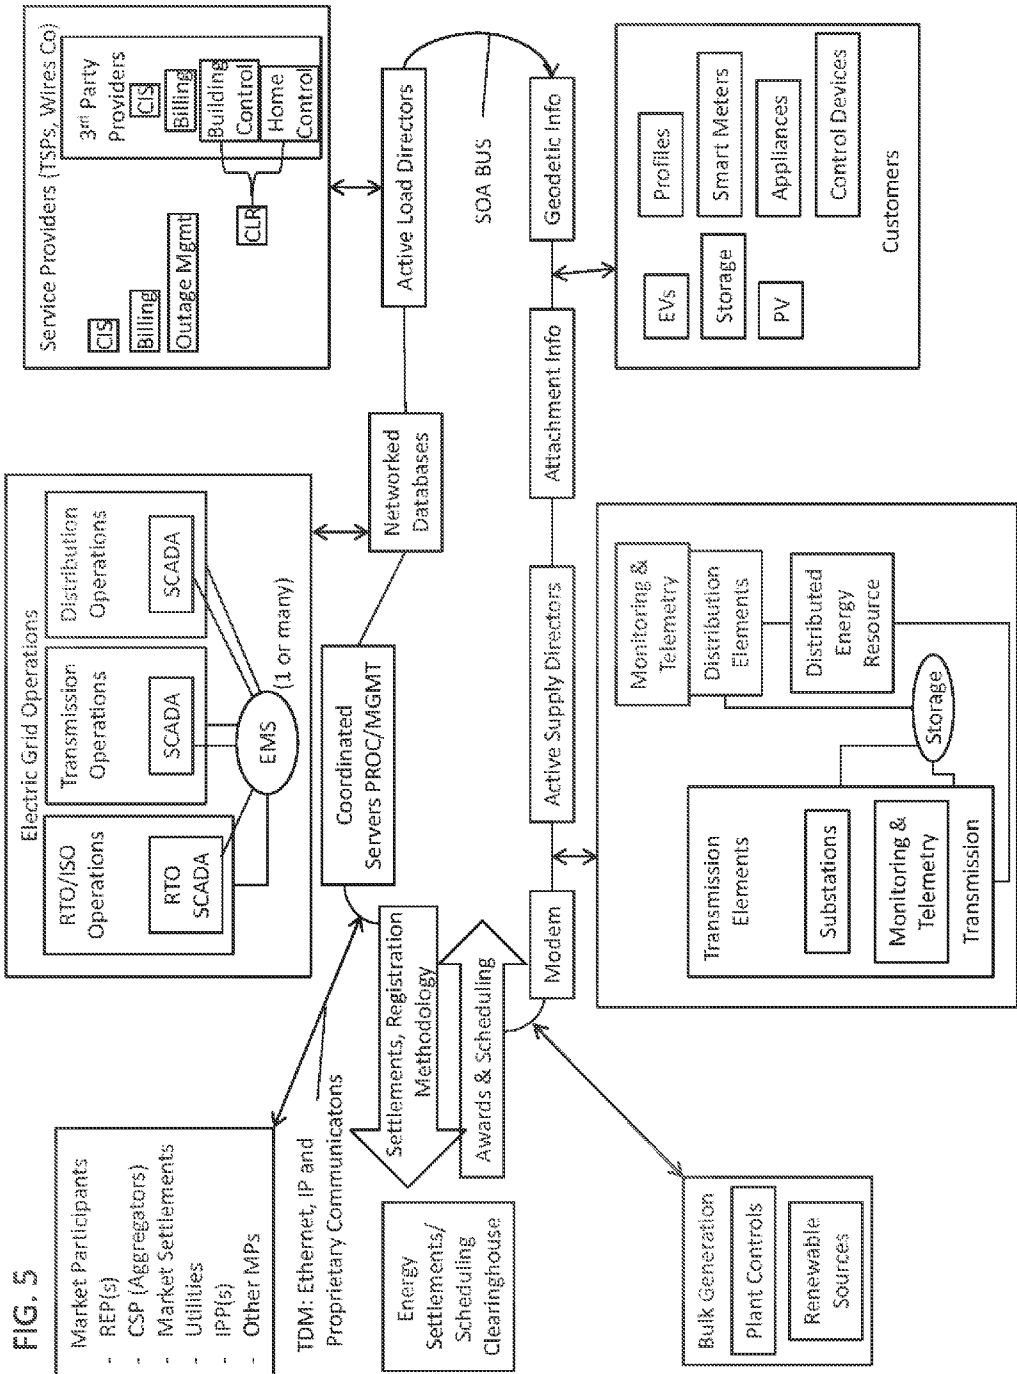 FIG. 5
Market Participants
- REP(s)
- CSP (Aggregators)
- Market Settlements
- Utilities
- IPP(s)
- Other MPs
TDM: Ethernet, IP and
Proprietary Communicatons
Energy
Settlements/
Scheduling
Clearinghouse
Bulk Generation
Plant Controls
Renewable
Sources
Electric Grid Operations
RTO/ISO
Operations
RTO
SCADA
Transmission
Operations
SCADA
Distribution
Operations
SCADA
EMS
(1 or many)
Settlements, Registration
Methodology
Awards & Scheduling
Coordinated
Servers PROC/MGMT
Networked
Databases
Active Load Directors
SOA BUS
Modem
Active Supply Directors
Attachment Info
Geodetic Info
Service Providers (TSPs, Wires Co)
CIS
Billing
Outage Mgmt
CLR
3rd Party
Providers
CIS
Billing
Building
Control
Home
Control
Transmission
Elements
Substations
Monitoring &
Telemetry
Transmission
Storage
Monitoring &
Telemetry
Distribution
Elements
Distributed
Energy
Resource
EVs
Storage
PV
Profiles
Smart Meters
Appliances
Control Devices
Customers